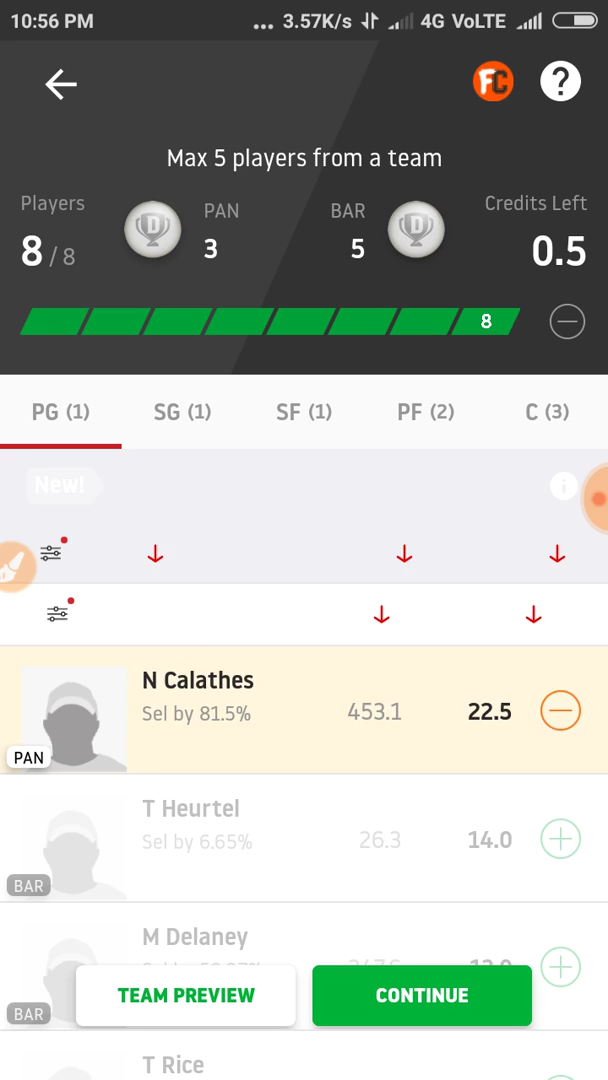 10:56 PM ... 3.57K/s 4G VoLTE
FC ?
Max 5 players from a team
Players PAN BAR Credits Left
8 / 8 3 5 0.5
D D
8
PG (1) SG (1) SF (1) PF (2) C (3)
New! i
N Calathes
Sel by 81.5% 453.1 22.5
PAN
T Heurtel
Sel by 6.65% 26.3 14.0
BAR
M Delaney
BAR
TEAM PREVIEW CONTINUE
T Rice